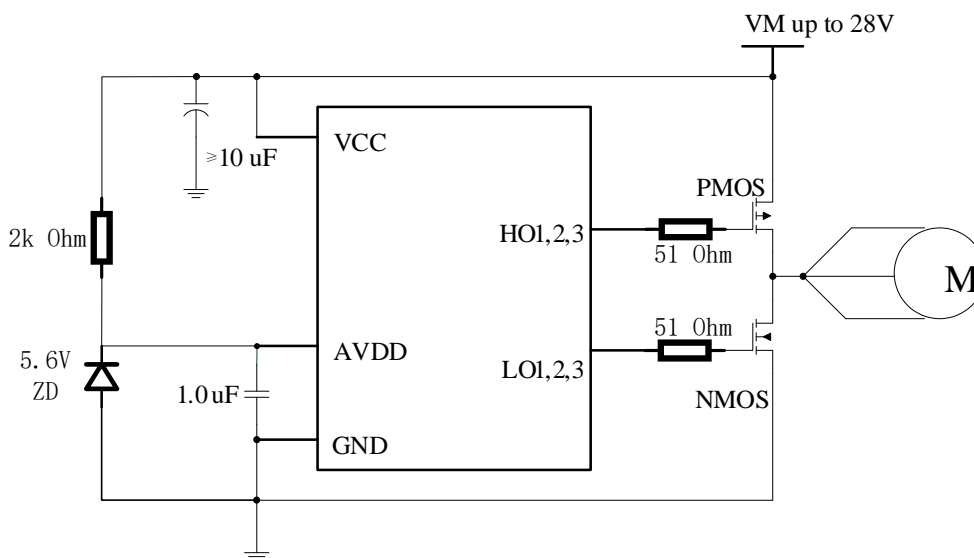 VM up to 28V
VCC
≥10 uF
PMOS
2k Ohm
HO1,2,3
51 Ohm
M
51 Ohm
5.6V
ZD
AVDD
LO1,2,3
1.0uF
NMOS
GND